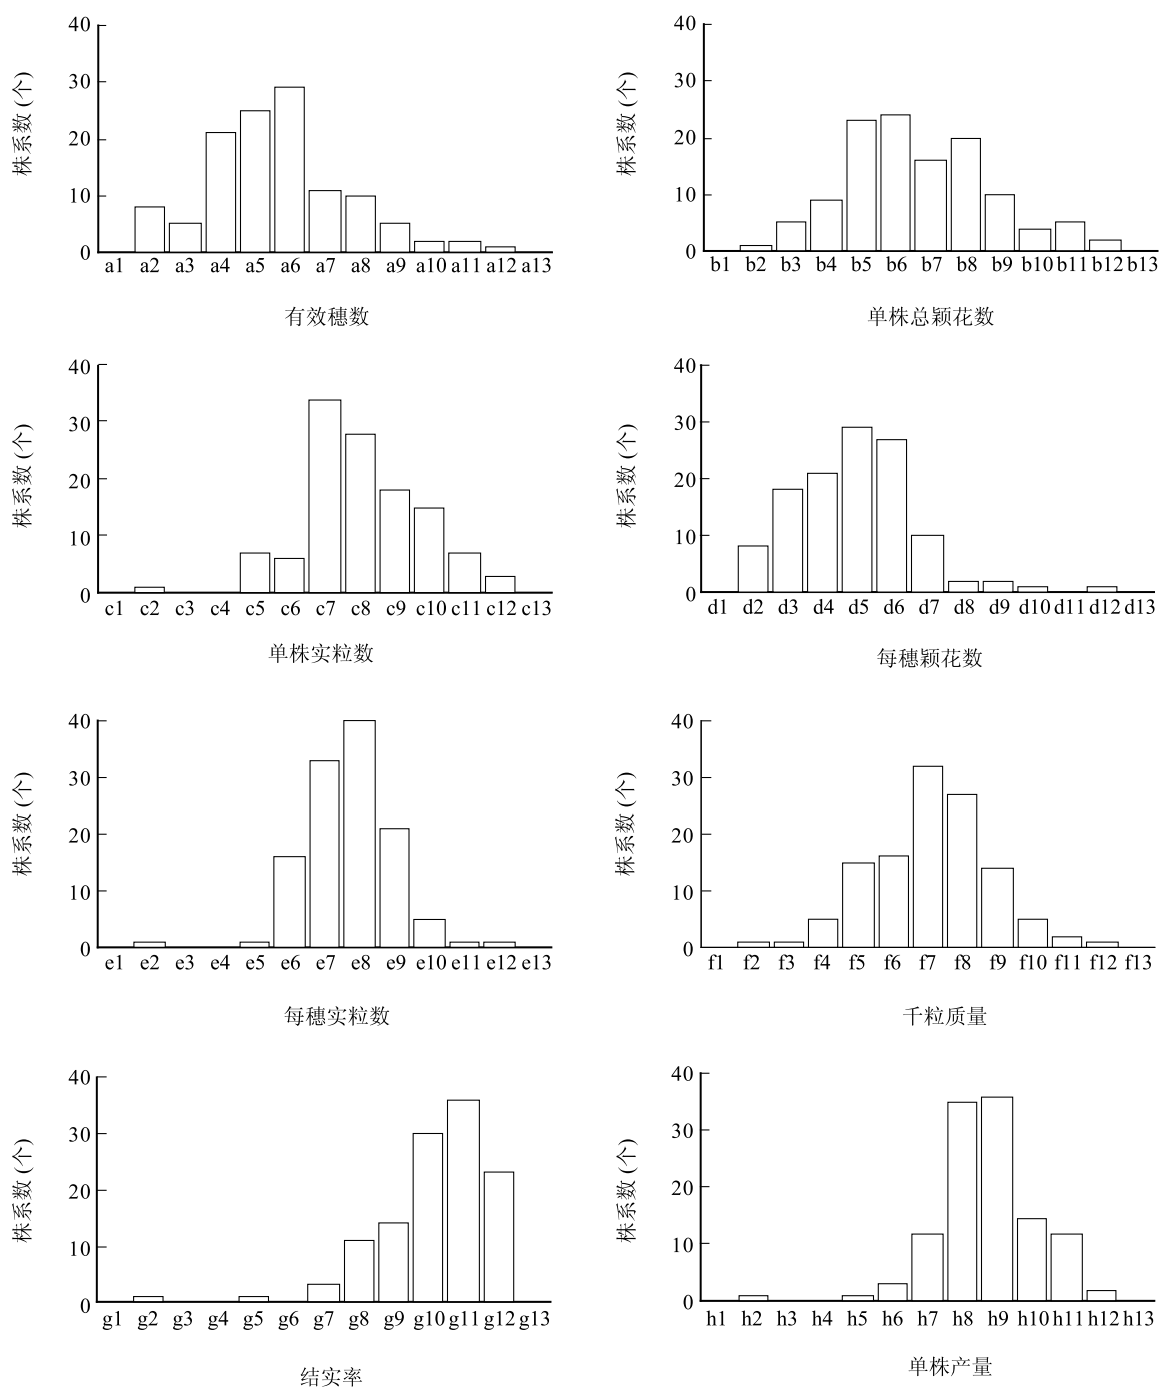 40
30
20
10
0
株系数 (个)
a1 a2 a3 a4 a5 a6 a7 a8 a9 a10 a11 a12 a13
有效穗数
40
30
20
10
0
株系数 (个)
b1 b2 b3 b4 b5 b6 b7 b8 b9 b10 b11 b12 b13
单株总颖花数
40
30
20
10
0
株系数 (个)
c1 c2 c3 c4 c5 c6 c7 c8 c9 c10 c11 c12 c13
单株实粒数
40
30
20
10
0
株系数 (个)
d1 d2 d3 d4 d5 d6 d7 d8 d9 d10 d11 d12 d13
每穗颖花数
40
30
20
10
0
株系数 (个)
e1 e2 e3 e4 e5 e6 e7 e8 e9 e10 e11 e12 e13
每穗实粒数
40
30
20
10
0
株系数 (个)
f1 f2 f3 f4 f5 f6 f7 f8 f9 f10 f11 f12 f13
千粒质量
40
30
20
10
0
株系数 (个)
g1 g2 g3 g4 g5 g6 g7 g8 g9 g10 g11 g12 g13
结实率
40
30
20
10
0
株系数 (个)
h1 h2 h3 h4 h5 h6 h7 h8 h9 h10 h11 h12 h13
单株产量